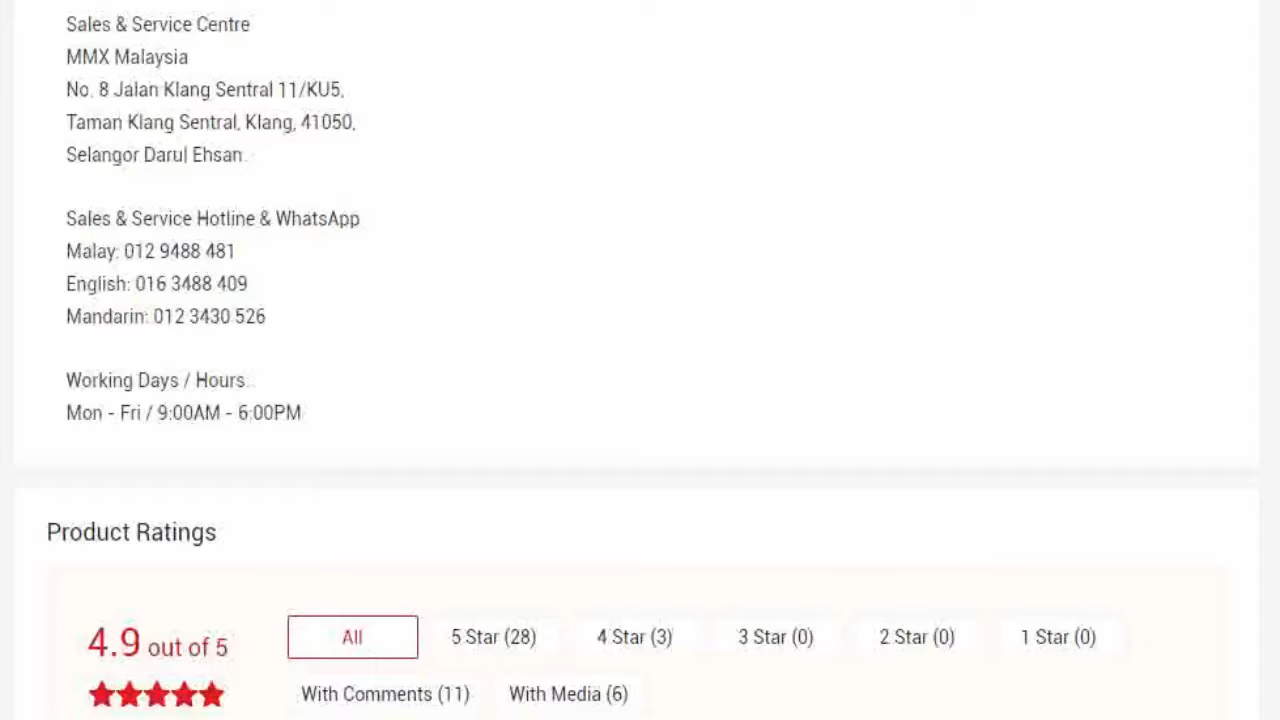 Sales & Service Centre
MMX Malaysia
No. 8 Jalan Klang Sentral 11/KU5,
Taman Klang Sentral, Klang, 41050,
Selangor Darul Ehsan.
Sales & Service Hotline & WhatsApp
Malay: 012 9488 481
English: 016 3488 409
Mandarin: 012 3430 526
Working Days / Hours:
Mon - Fri / 9:00AM - 6:00PM
Product Ratings
4.9 out of 5
All
5 Star (28)
4 Star (3)
3 Star (0)
2 Star (0)
1 Star (0)
With Comments (11)
With Media (6)